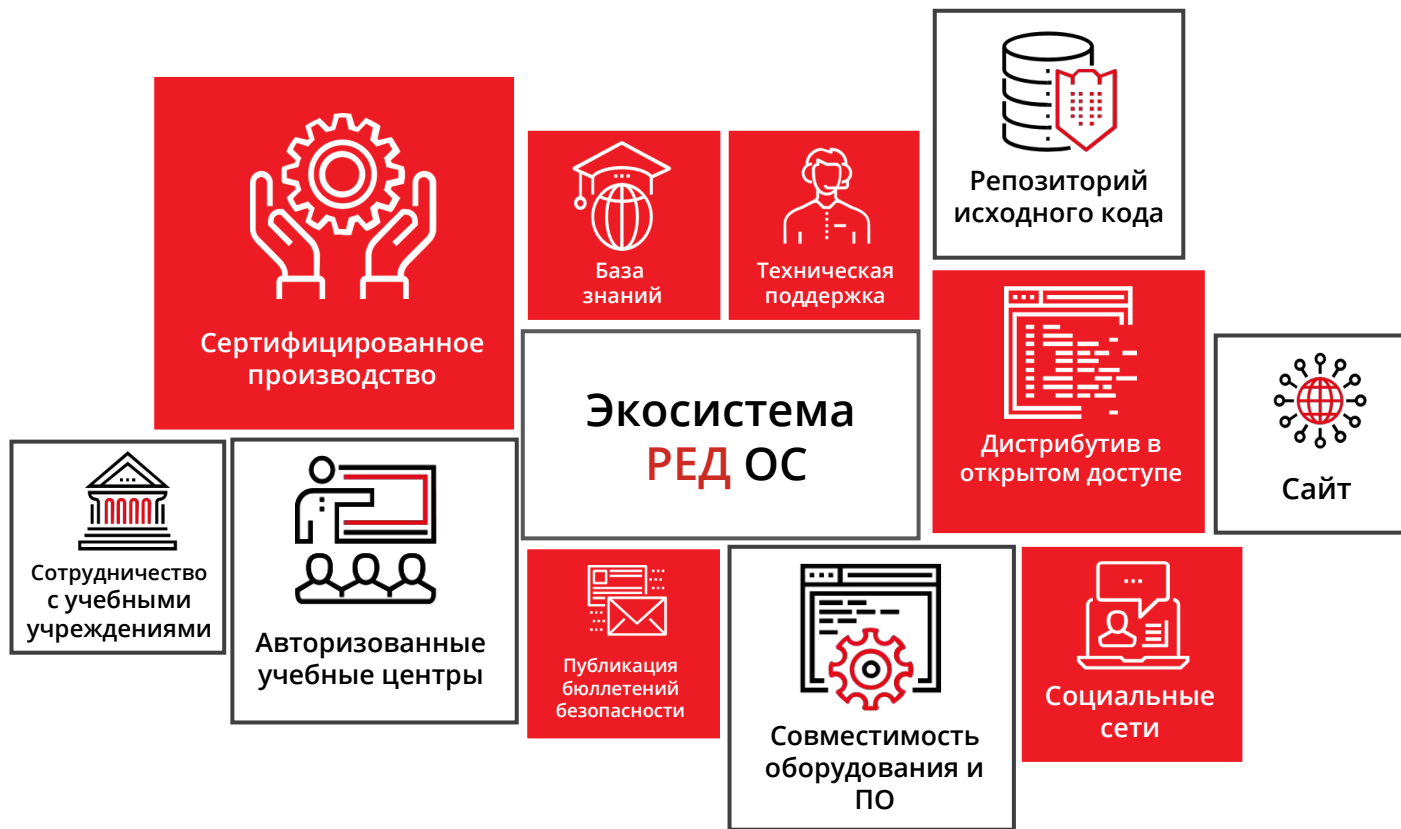 Репозиторий
исходного кода
База
знаний
Техническая
поддержка
Сертифицированное
производство
Экосистема
РЕД ОС
Дистрибутив в
открытом доступе
Сайт
Сотрудничество
с учебными
учреждениями
Авторизованные
учебные центры
Публикация
бюллетеней
безопасности
Совместимость
оборудования и
ПО
Социальные
сети